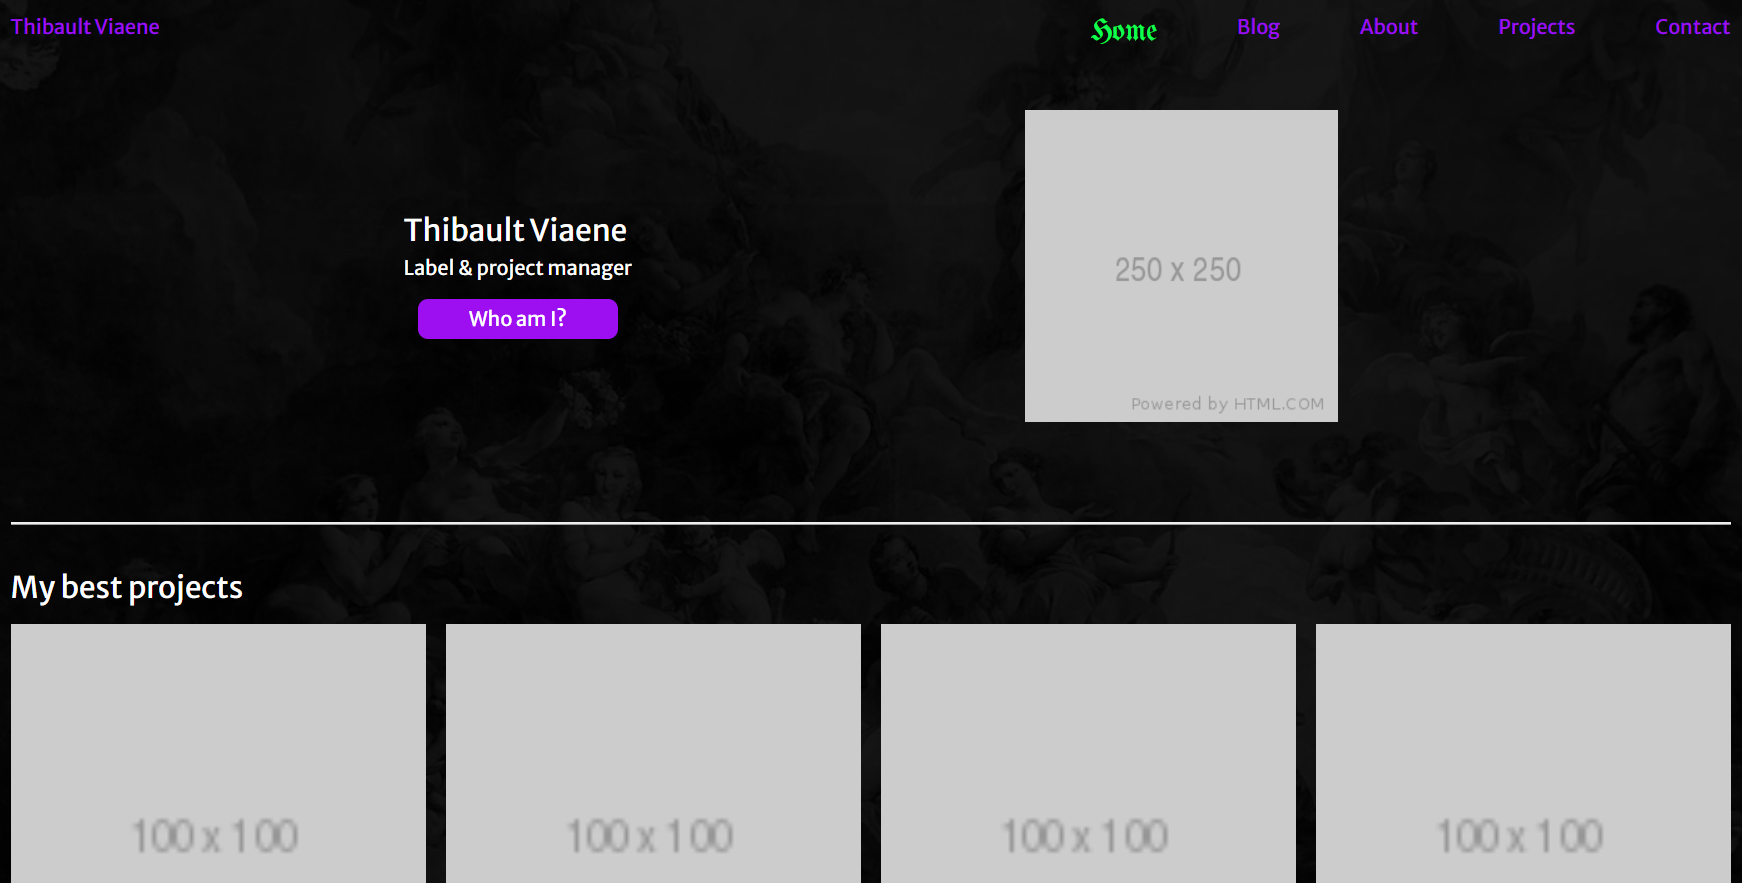 Thibault Viaene
Home Blog About Projects Contact
Thibault Viaene
Label & project manager
Who am I?
250 x 250
Powered by HTML.COM
My best projects
100 x 100 100 x 100 100 x 100 100 x 100